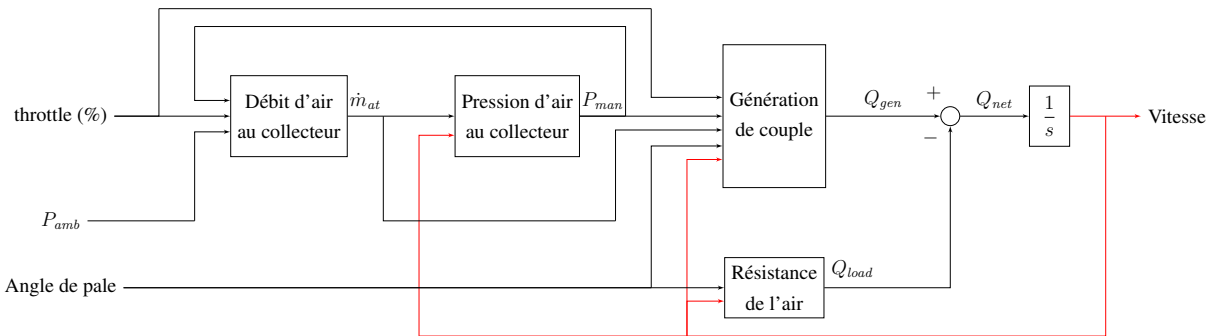 throttle (%)
P_amb
Angle de pale
Débit d'air
au collecteur
ṁ_at
Pression d'air
au collecteur
P_man
Génération
de couple
Q_gen
+
−
Q_net
1
s
Vitesse
Résistance
de l'air
Q_load